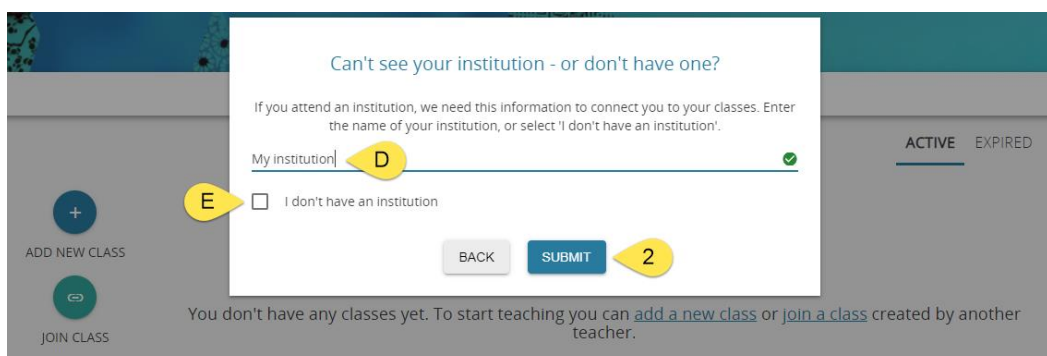 Can't see your institution - or don't have one?
If you attend an institution, we need this information to connect you to your classes. Enter
the name of your institution, or select 'I don't have an institution'.
ACTIVE EXPIRED
My institution D
E I don't have an institution
ADD NEW CLASS
BACK SUBMIT 2
You don't have any classes yet. To start teaching you can add a new class or join a class created by another
teacher.
JOIN CLASS